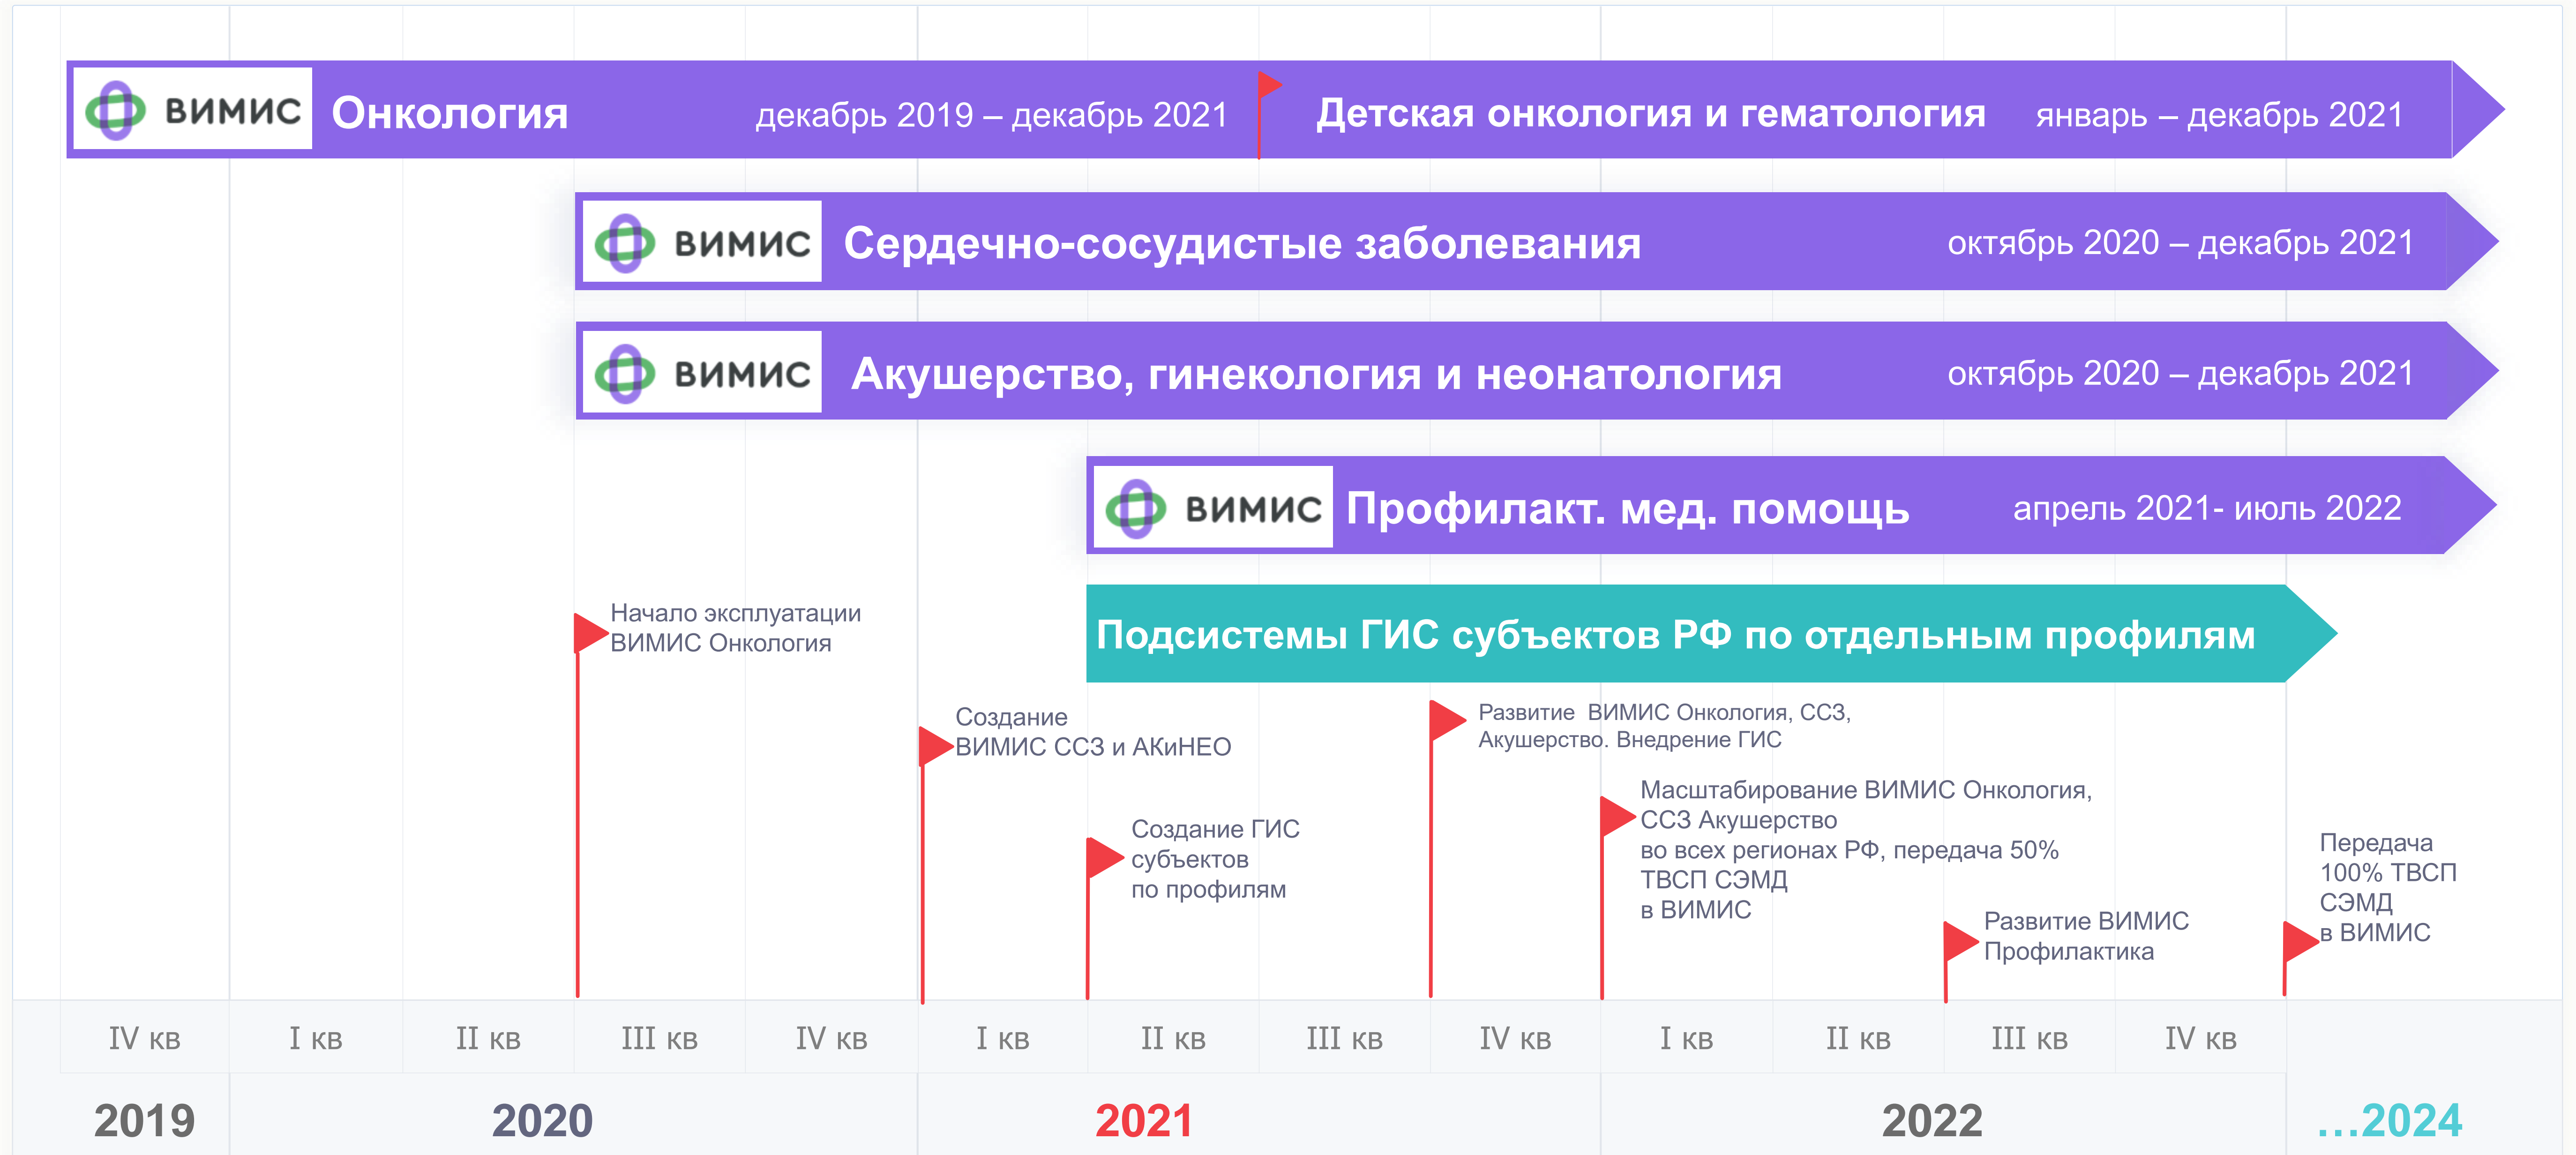 ВИМИС Онкология декабрь 2019 – декабрь 2021 Детская онкология и гематология январь – декабрь 2021
ВИМИС Сердечно-сосудистые заболевания октябрь 2020 – декабрь 2021
ВИМИС Акушерство, гинекология и неонатология октябрь 2020 – декабрь 2021
ВИМИС Профилакт. мед. помощь апрель 2021- июль 2022
Подсистемы ГИС субъектов РФ по отдельным профилям
Начало эксплуатации
ВИМИС Онкология
Создание
ВИМИС ССЗ и АКиНЕО
Создание ГИС
субъектов
по профилям
Развитие  ВИМИС Онкология, ССЗ,
Акушерство. Внедрение ГИС
Масштабирование ВИМИС Онкология,
ССЗ Акушерство
во всех регионах РФ, передача 50%
ТВСП СЭМД
в ВИМИС
Развитие ВИМИС
Профилактика
Передача
100% ТВСП
СЭМД
в ВИМИС
IV кв I кв II кв III кв IV кв I кв II кв III кв IV кв I кв II кв III кв IV кв
2019 2020 2021 2022 ...2024